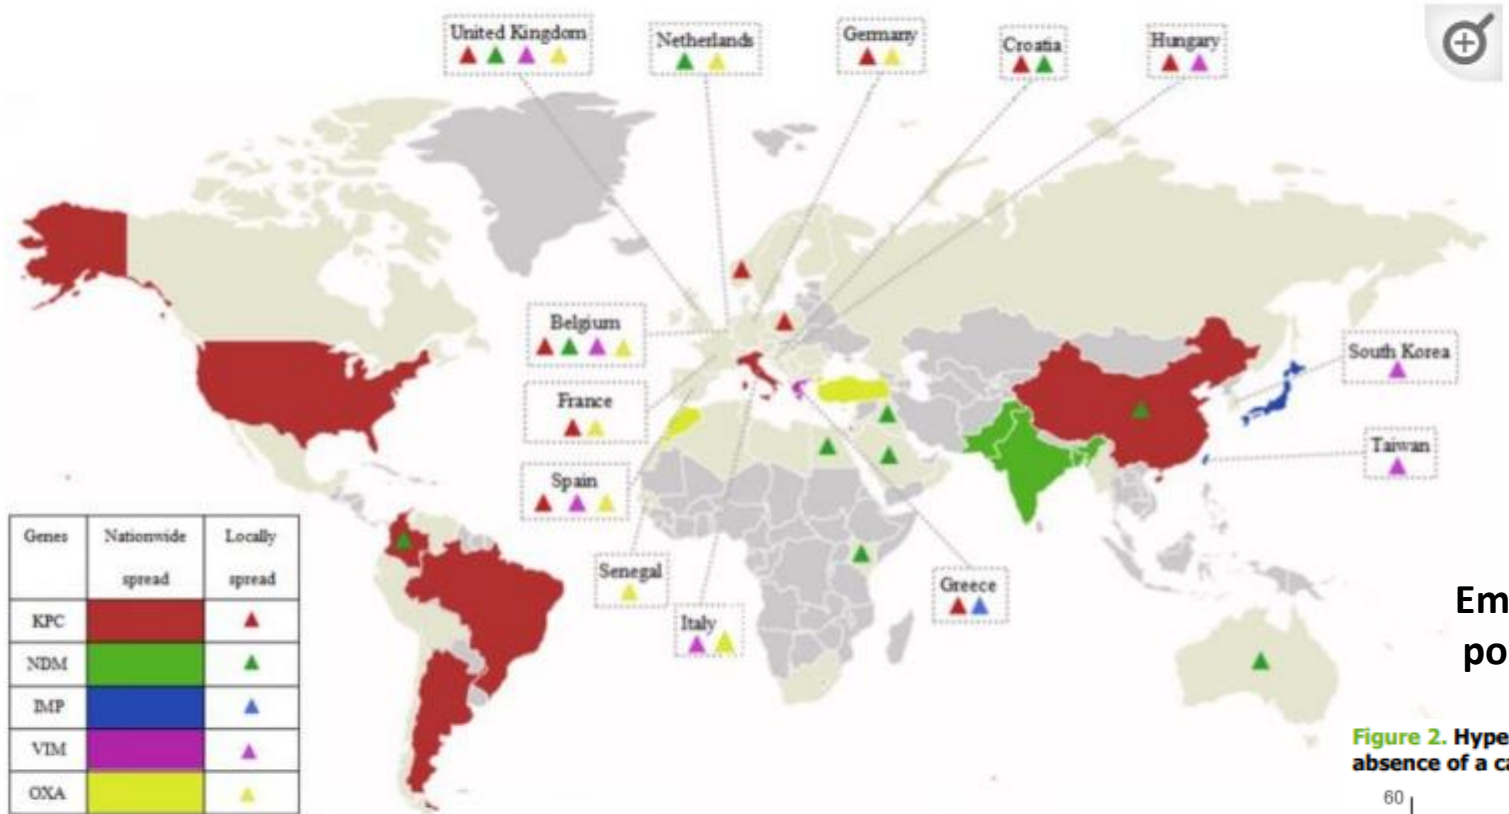 United Kingdom
Netherlands
Germany
Croatia
Hungary
Belgium
France
Spain
Senegal
Italy
Greece
South Korea
Taiwan
Genes Nationwide spread Locally spread
KPC
NDM
IMP
VIM
OXA
Em
po
Figure 2. Hype
absence of a ca
60